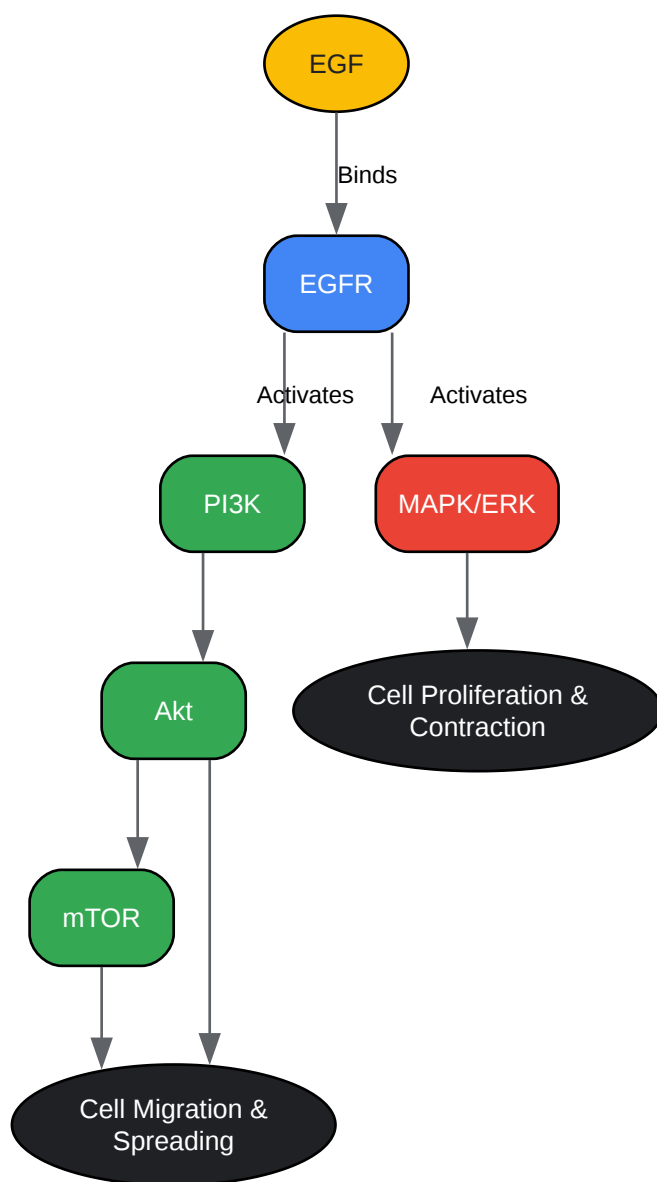 EGF
Binds
EGFR
Activates
Activates
PI3K
MAPK/ERK
Akt
Cell Proliferation &
Contraction
mTOR
Cell Migration &
Spreading